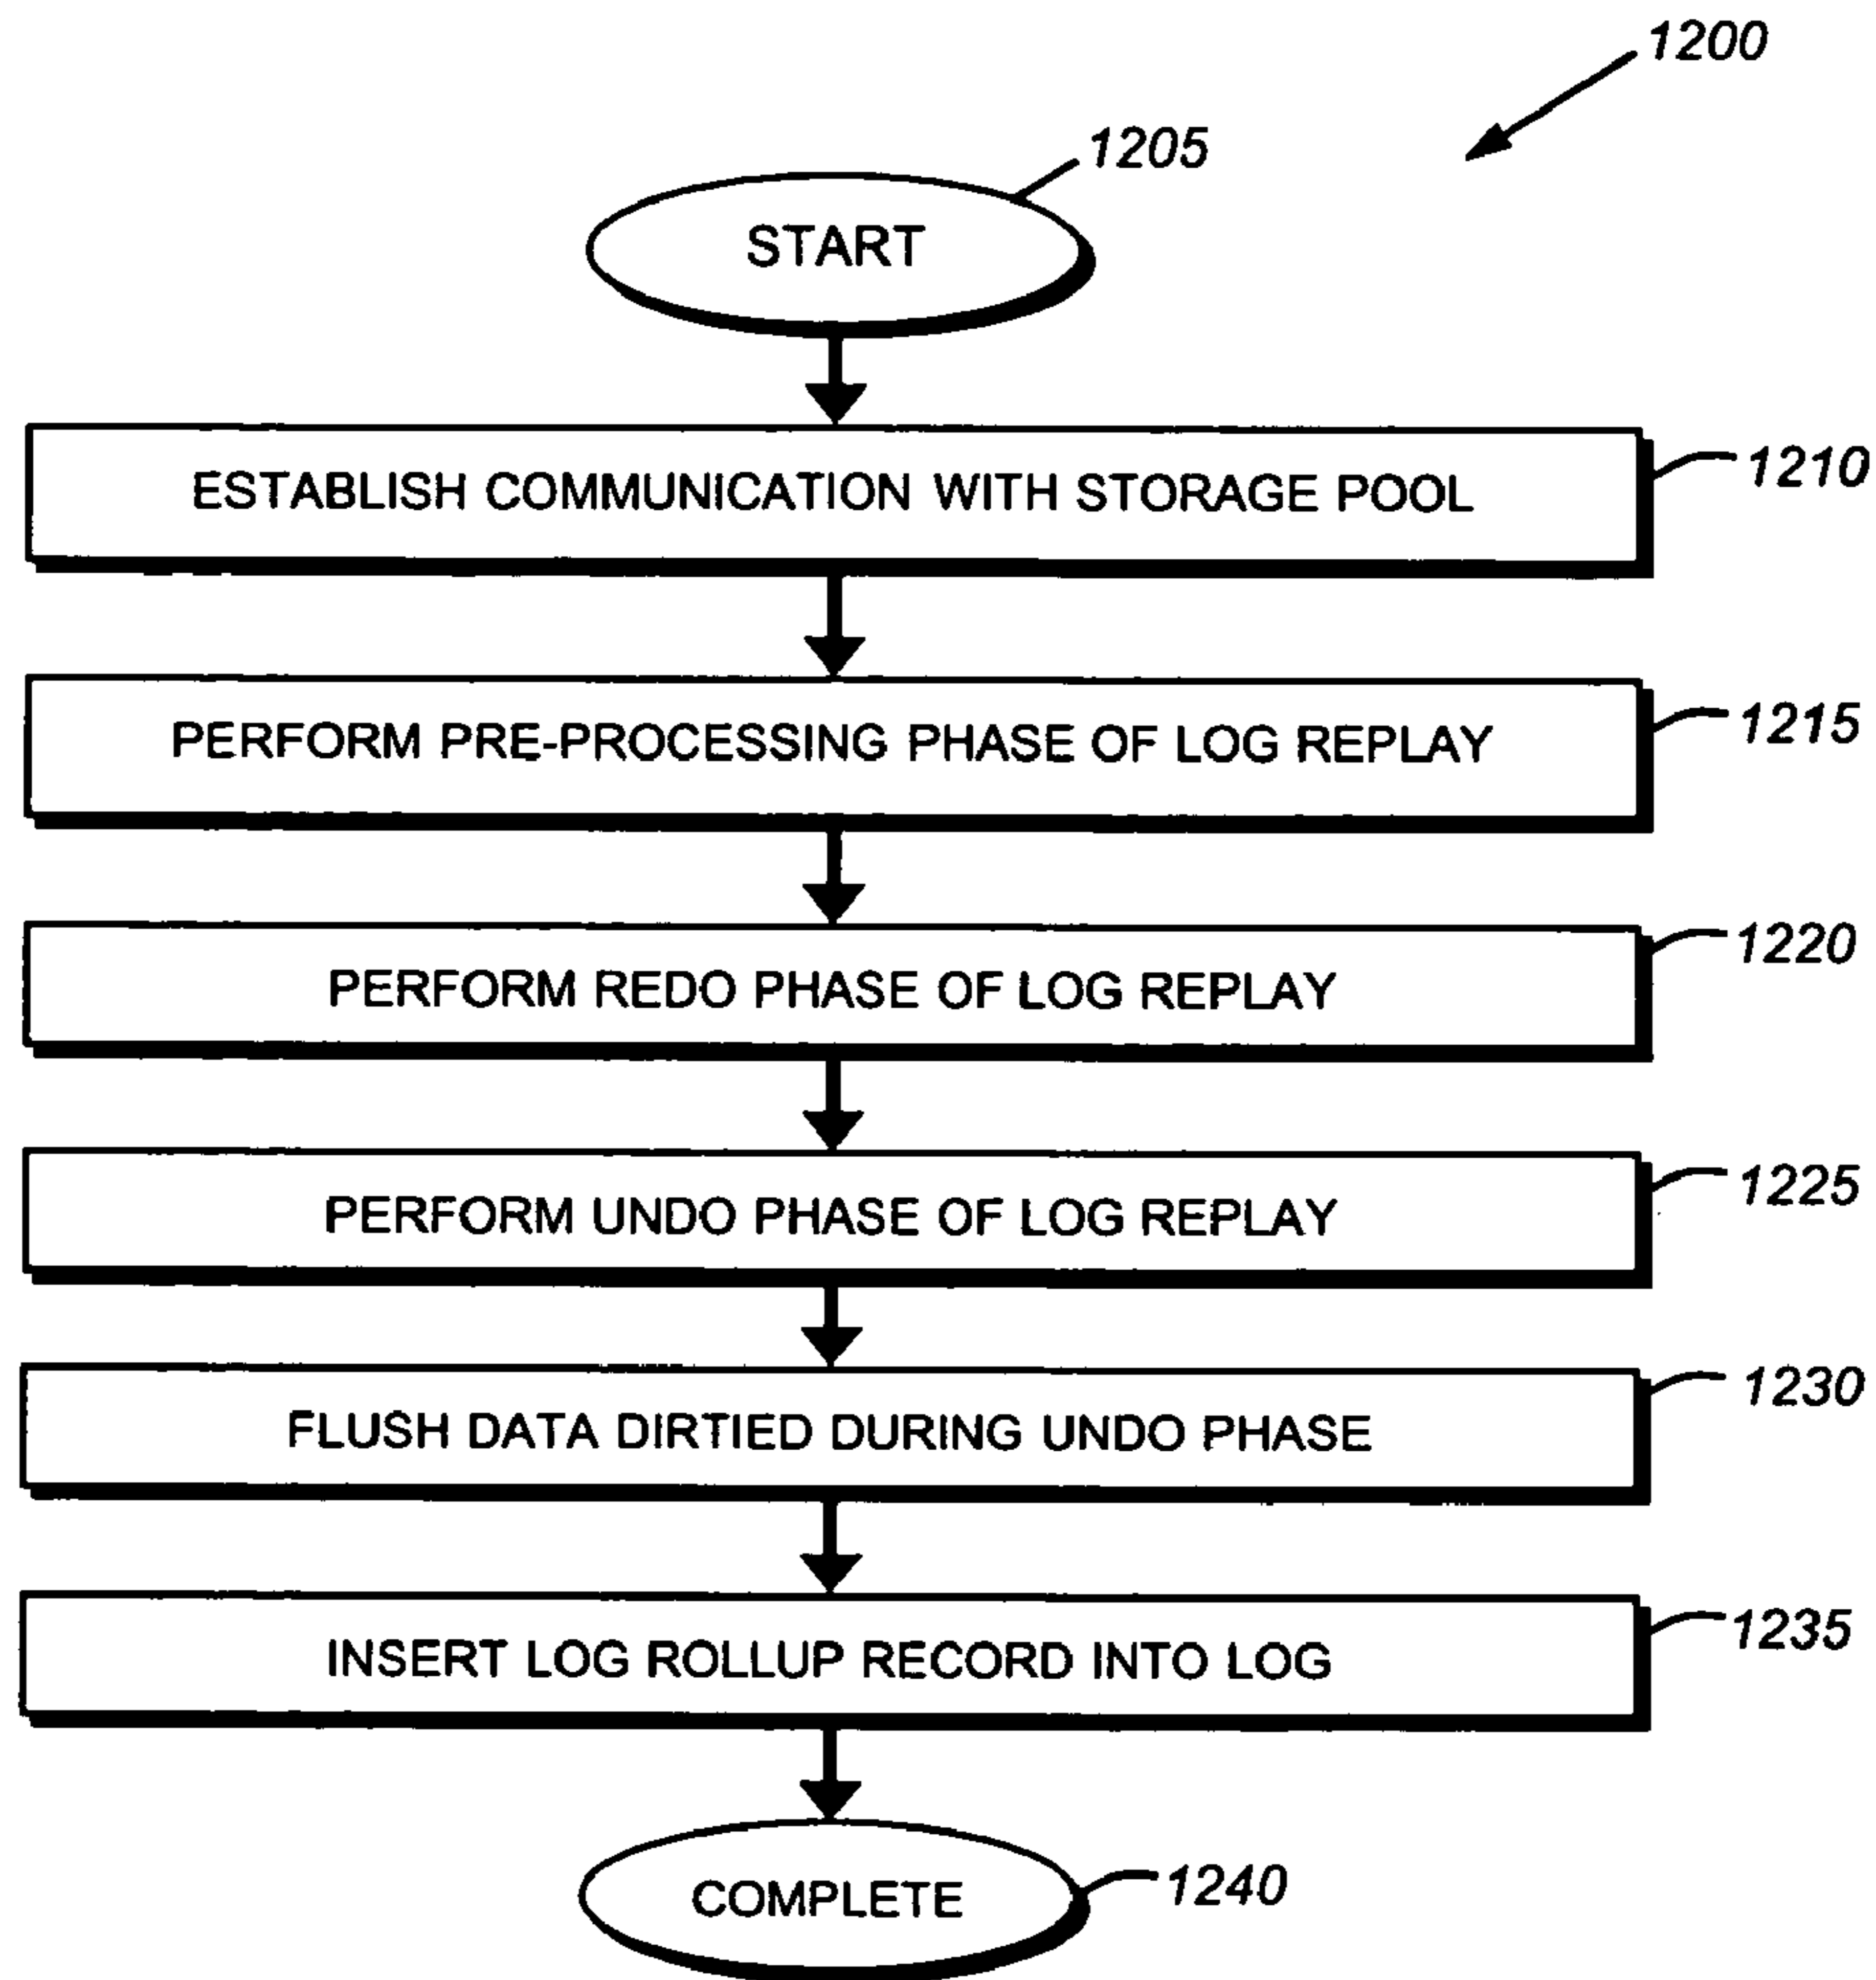 1200
1205
START
ESTABLISH COMMUNICATION WITH STORAGE POOL
1210
PERFORM PRE-PROCESSING PHASE OF LOG REPLAY
1215
PERFORM REDO PHASE OF LOG REPLAY
1220
PERFORM UNDO PHASE OF LOG REPLAY
1225
FLUSH DATA DIRTIED DURING UNDO PHASE
1230
INSERT LOG ROLLUP RECORD INTO LOG
1235
COMPLETE
1240